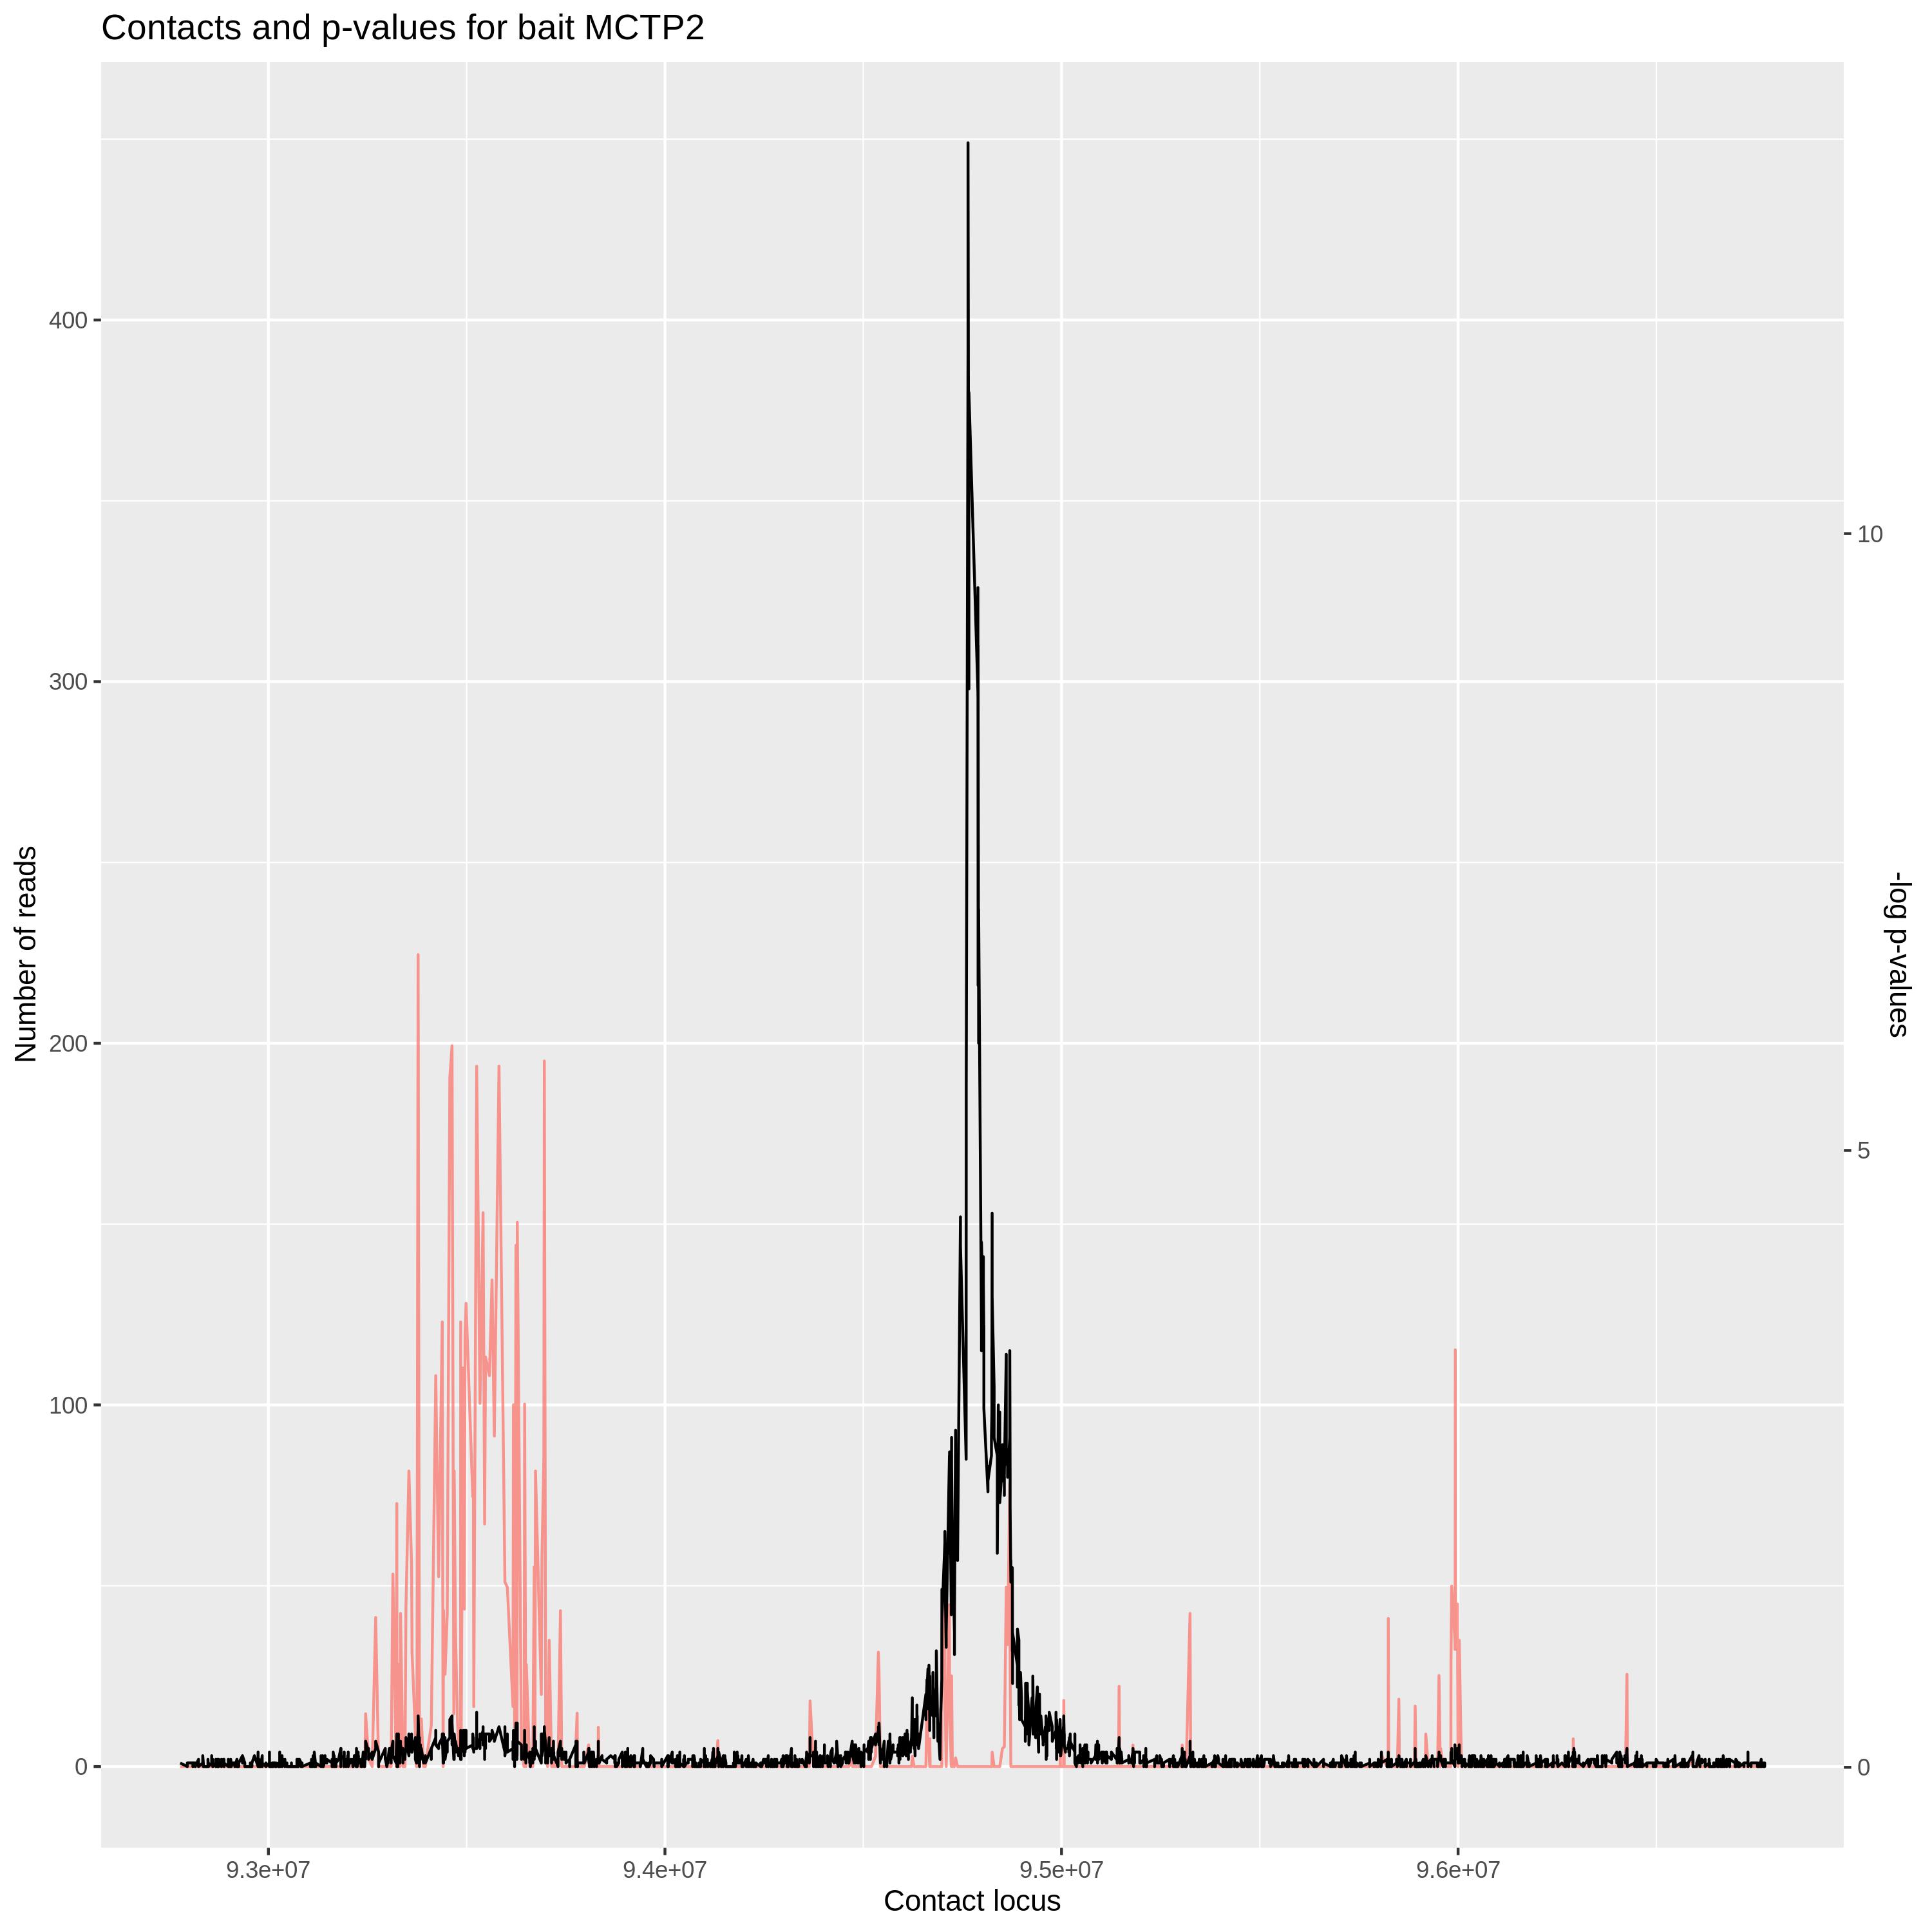 Contacts and p-values for bait MCTP2
Number of reads
400
300
200
100
0
10
5
0
-log p-values
9.3e+07
9.4e+07
9.5e+07
9.6e+07
Contact locus